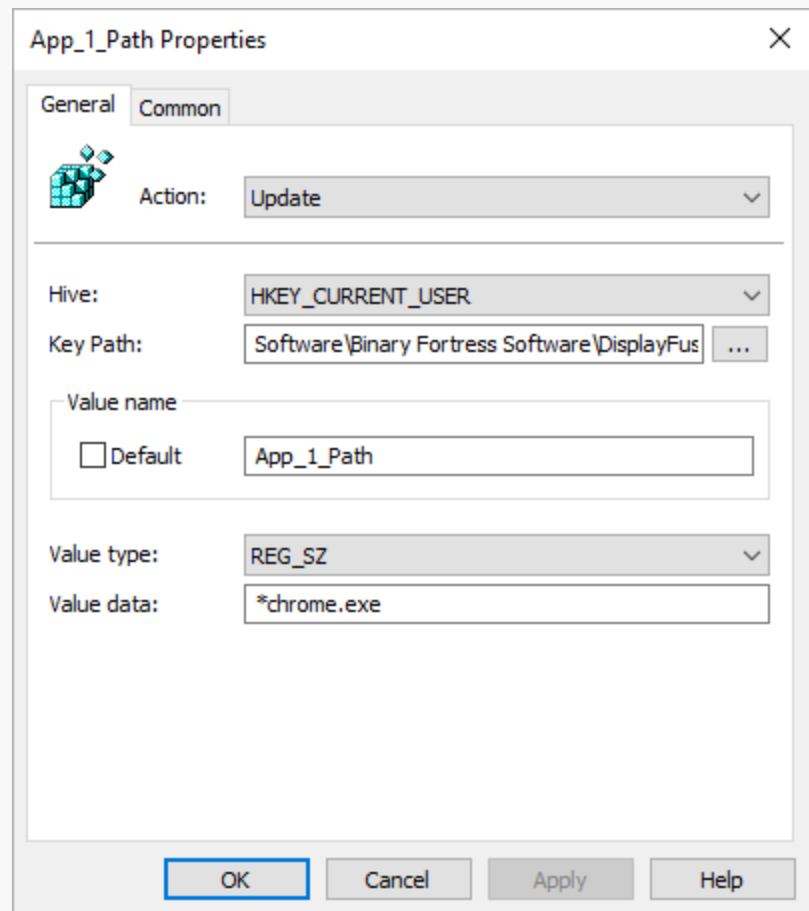 App_1_Path Properties
General Common
Action: Update
Hive: HKEY_CURRENT_USER
Key Path: Software\Binary Fortress Software\DisplayFus ...
Value name
Default App_1_Path
Value type: REG_SZ
Value data: *chrome.exe
OK Cancel Apply Help